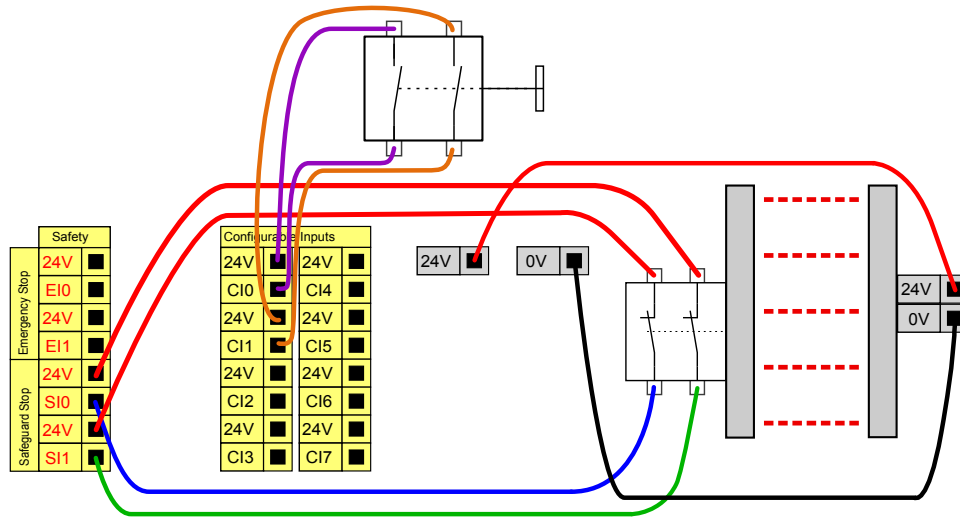 Safety
Emergency Stop
24V
EI0
24V
EI1
Safeguard Stop
24V
SI0
24V
SI1
Configurable Inputs
24V 24V
CI0 CI4
24V 24V
CI1 CI5
24V 24V
CI2 CI6
24V 24V
CI3 CI7
24V
0V
24V
0V